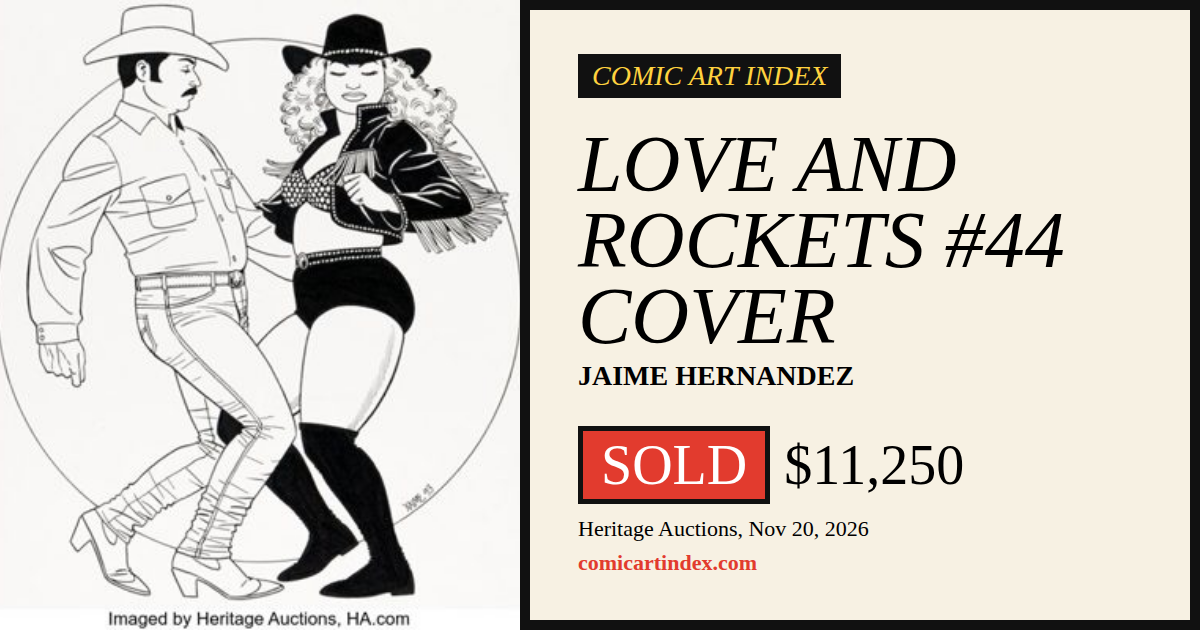 COMIC ART INDEX
LOVE AND
ROCKETS #44
COVER
JAIME HERNANDEZ
SOLD $11,250
Heritage Auctions, Nov 20, 2026
comicartindex.com
Imaged by Heritage Auctions, HA.com